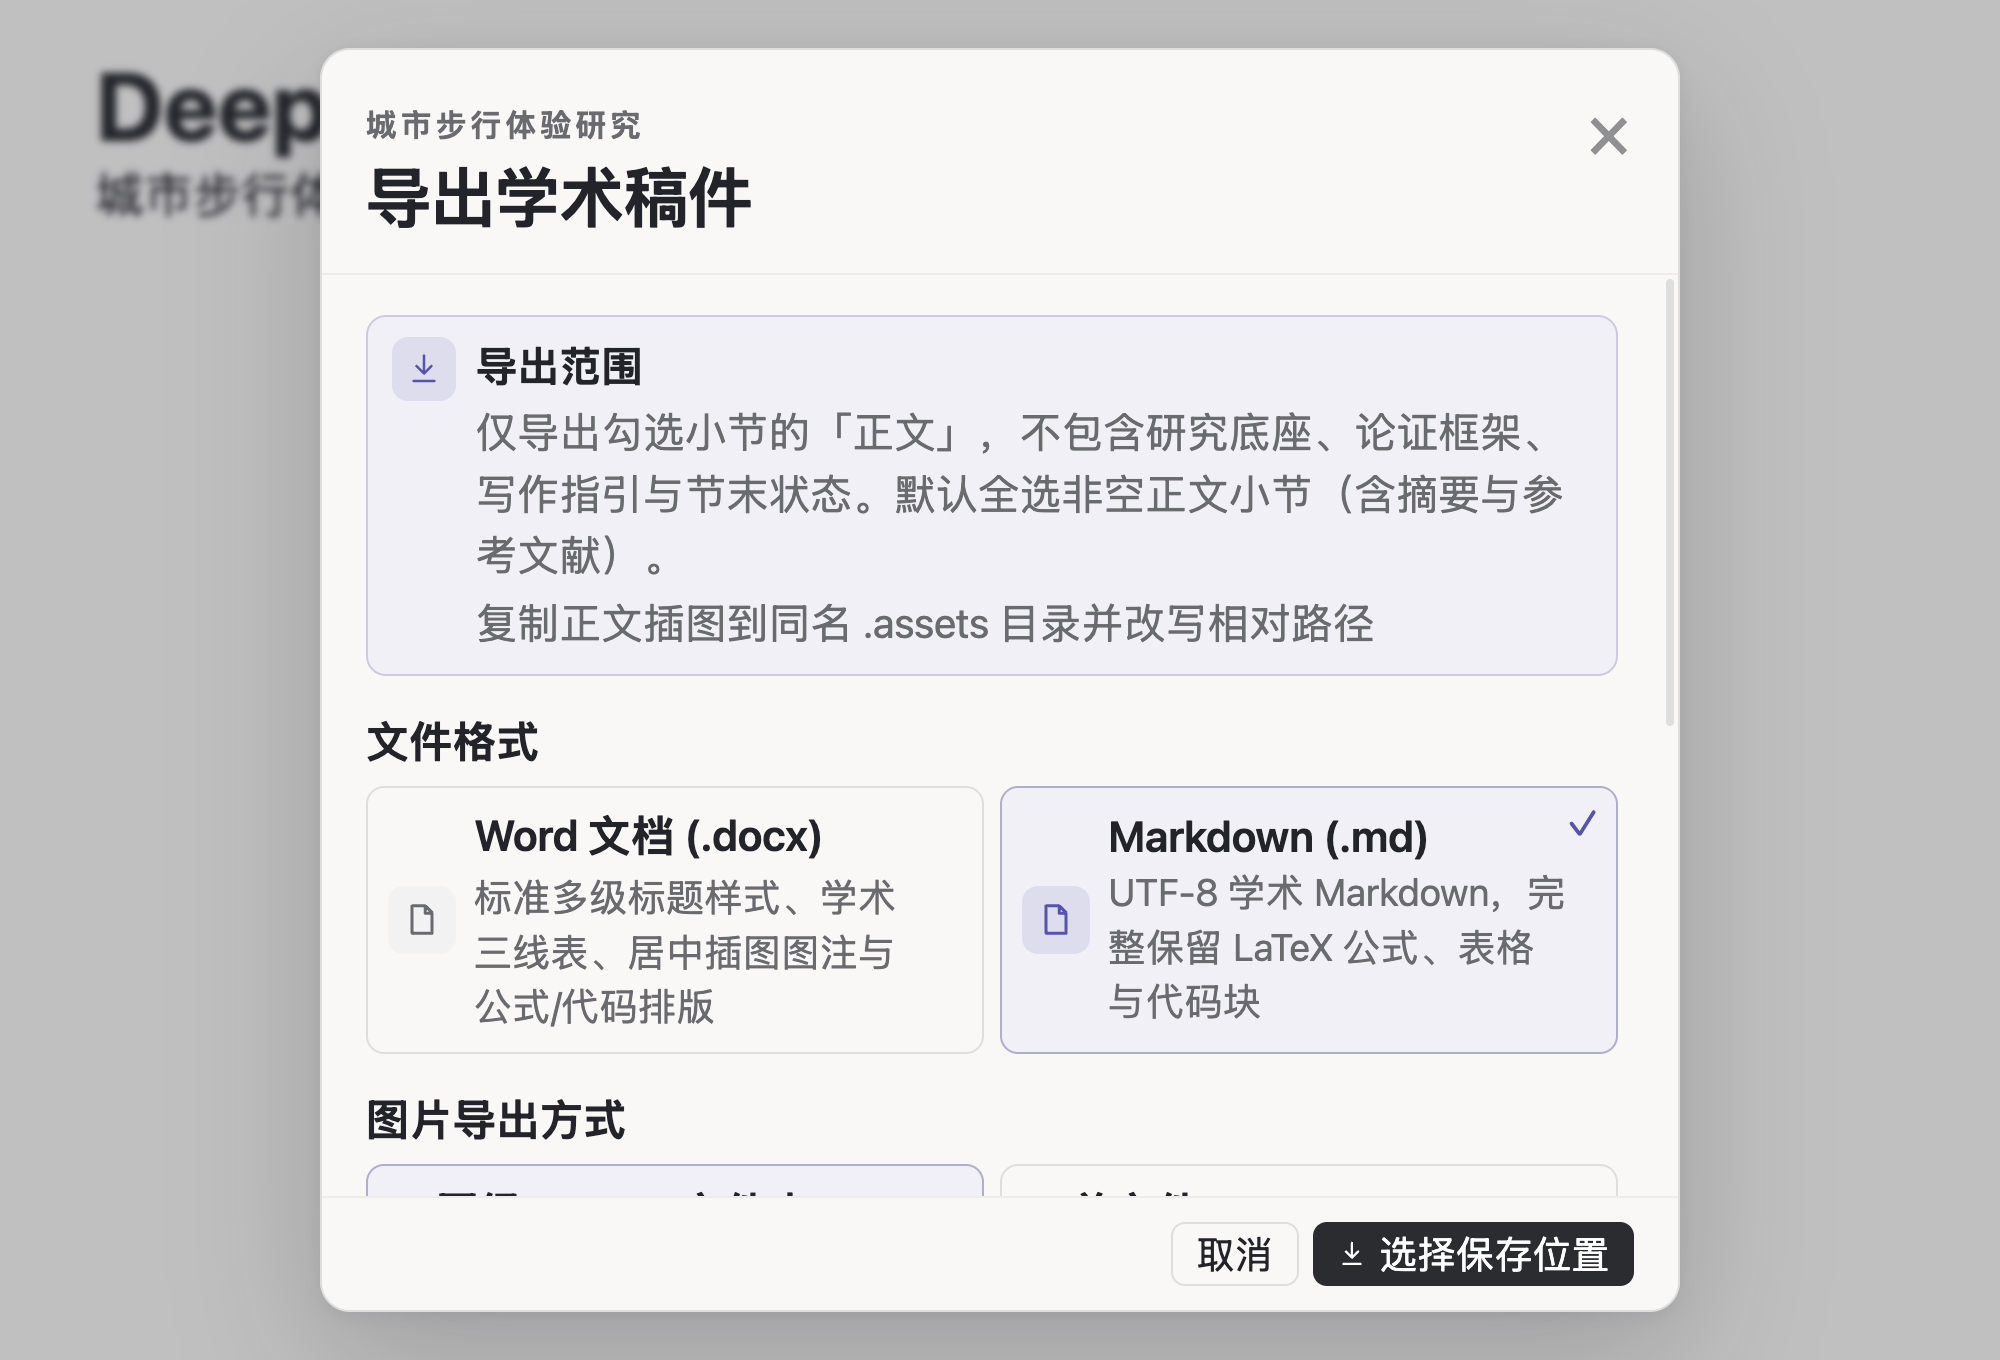 Deep
城市步行体
城市步行体验研究
导出学术稿件
导出范围
仅导出勾选小节的「正文」，不包含研究底座、论证框架、
写作指引与节末状态。默认全选非空正文小节（含摘要与参
考文献）。
复制正文插图到同名 .assets 目录并改写相对路径
文件格式
Word 文档 (.docx)
标准多级标题样式、学术
三线表、居中插图图注与
公式/代码排版
Markdown (.md)
UTF-8 学术 Markdown，完
整保留 LaTeX 公式、表格
与代码块
图片导出方式
取消
选择保存位置